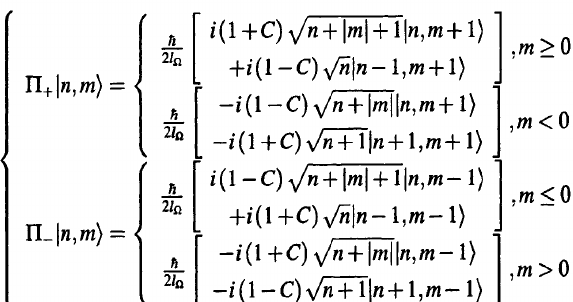 Π₊|n,m⟩ = { ħ/2l_Ω [ i(1+C)√(n+|m|+1)|n,m+1⟩
+i(1−C)√n|n−1,m+1⟩ ] ,m ≥ 0
ħ/2l_Ω [ −i(1−C)√(n+|m|)|n,m+1⟩
−i(1+C)√(n+1)|n+1,m+1⟩ ] ,m < 0
Π₋|n,m⟩ = { ħ/2l_Ω [ i(1−C)√(n+|m|+1)|n,m−1⟩
+i(1+C)√n|n−1,m−1⟩ ] ,m ≤ 0
ħ/2l_Ω [ −i(1+C)√(n+|m|)|n,m−1⟩
−i(1−C)√(n+1)|n+1,m−1⟩ ] ,m > 0